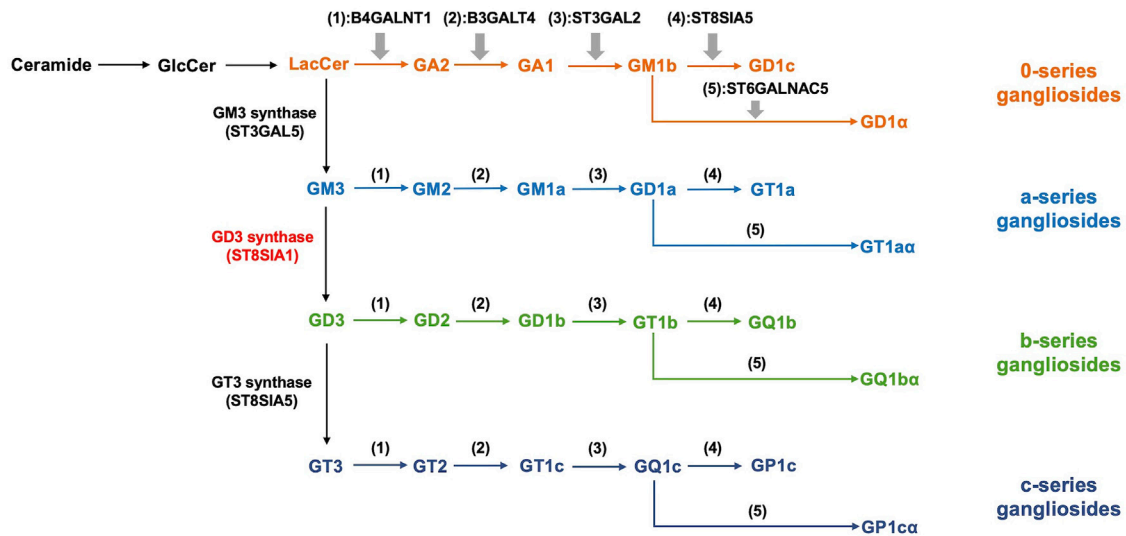 (1):B4GALNT1 (2):B3GALT4 (3):ST3GAL2 (4):ST8SIA5
Ceramide GlcCer LacCer GA2 GA1 GM1b GD1c
0-series
gangliosides
(5):ST6GALNAC5
GD1α
GM3 synthase
(ST3GAL5)
(1) (2) (3) (4)
GM3 GM2 GM1a GD1a GT1a
a-series
gangliosides
(5)
GT1aα
GD3 synthase
(ST8SIA1)
(1) (2) (3) (4)
GD3 GD2 GD1b GT1b GQ1b
b-series
gangliosides
(5)
GQ1bα
GT3 synthase
(ST8SIA5)
(1) (2) (3) (4)
GT3 GT2 GT1c GQ1c GP1c
c-series
gangliosides
(5)
GP1cα